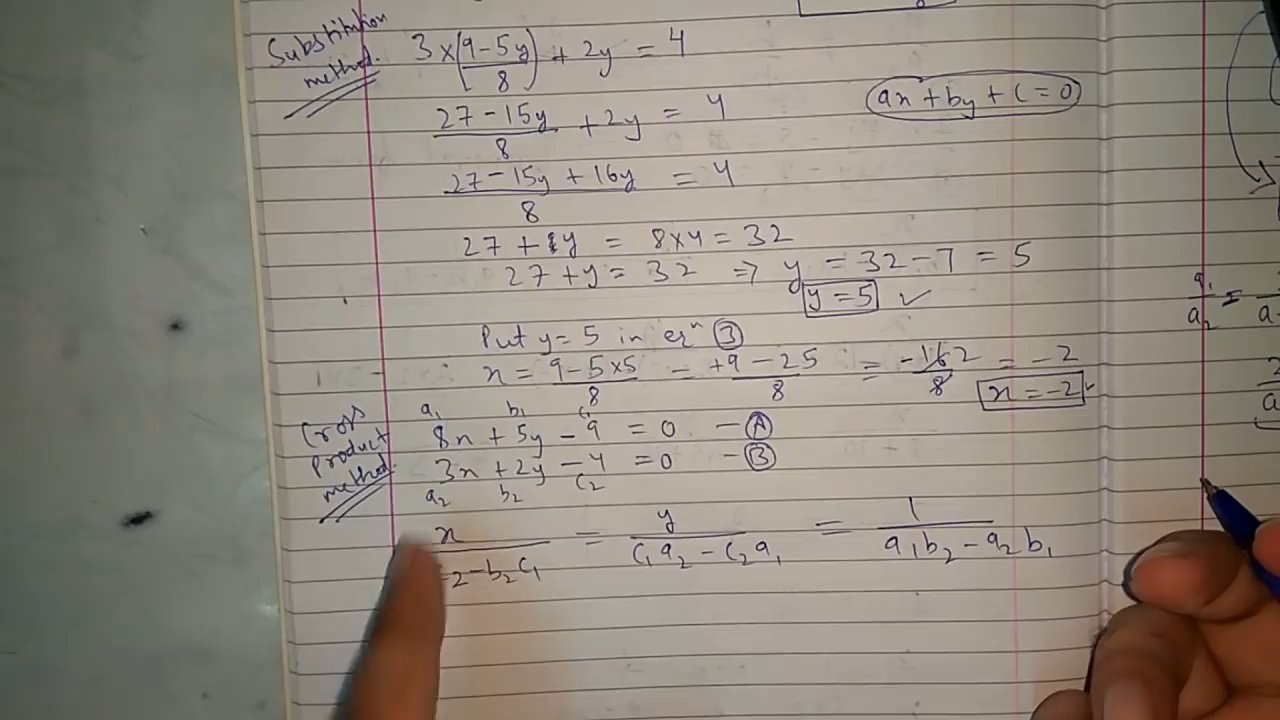 Substitution method. 3×(9-5y/8) + 2y = 4
ax + by + c = 0
27-15y/8 + 2y = 4
27-15y+16y/8 = 4
27 + 1y = 8×4 = 32
27 + y = 32 ⇒ y = 32-7 = 5
y = 5 ✓
Put y = 5 in eqⁿ ③
x = 9-5×5/8 = +9-25/8 = -162/8 = -2
x = -2
Cross Product method.
a₁ b₁ c₁
8x + 5y - 9 = 0 - Ⓐ
3x + 2y - 4 = 0 - Ⓑ
a₂ b₂ c₂
x/₂-b₂c₁ = y/c₁a₂-c₂a₁ = 1/a₁b₂-a₂b₁
a₁/a₂ =